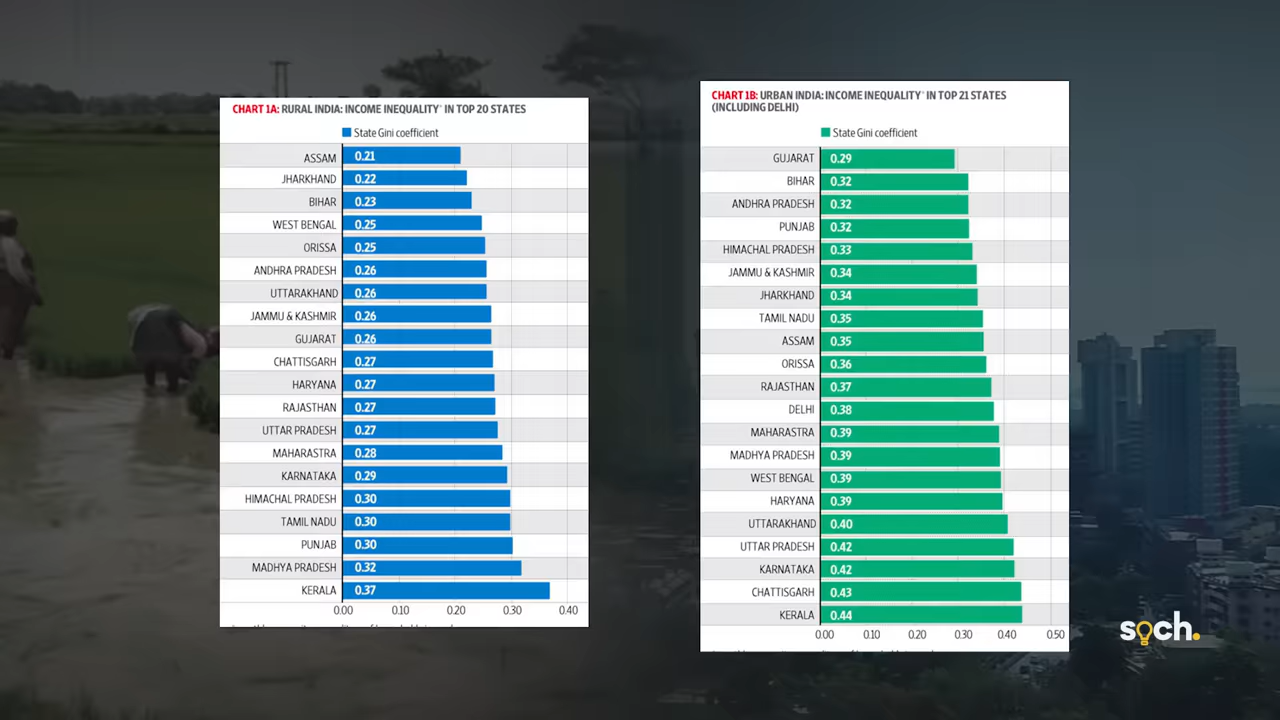 CHART 1A: RURAL INDIA: INCOME INEQUALITY* IN TOP 20 STATES
State Gini coefficient
ASSAM 0.21
JHARKHAND 0.22
BIHAR 0.23
WEST BENGAL 0.25
ORISSA 0.25
ANDHRA PRADESH 0.26
UTTARAKHAND 0.26
JAMMU & KASHMIR 0.26
GUJARAT 0.26
CHATTISGARH 0.27
HARYANA 0.27
RAJASTHAN 0.27
UTTAR PRADESH 0.27
MAHARASTRA 0.28
KARNATAKA 0.29
HIMACHAL PRADESH 0.30
TAMIL NADU 0.30
PUNJAB 0.30
MADHYA PRADESH 0.32
KERALA 0.37
0.00 0.10 0.20 0.30 0.40
CHART 1B: URBAN INDIA: INCOME INEQUALITY* IN TOP 21 STATES
(INCLUDING DELHI)
State Gini coefficient
GUJARAT 0.29
BIHAR 0.32
ANDHRA PRADESH 0.32
PUNJAB 0.32
HIMACHAL PRADESH 0.33
JAMMU & KASHMIR 0.34
JHARKHAND 0.34
TAMIL NADU 0.35
ASSAM 0.35
ORISSA 0.36
RAJASTHAN 0.37
DELHI 0.38
MAHARASTRA 0.39
MADHYA PRADESH 0.39
WEST BENGAL 0.39
HARYANA 0.39
UTTARAKHAND 0.40
UTTAR PRADESH 0.42
KARNATAKA 0.42
CHATTISGARH 0.43
KERALA 0.44
0.00 0.10 0.20 0.30 0.40 0.50
soch.